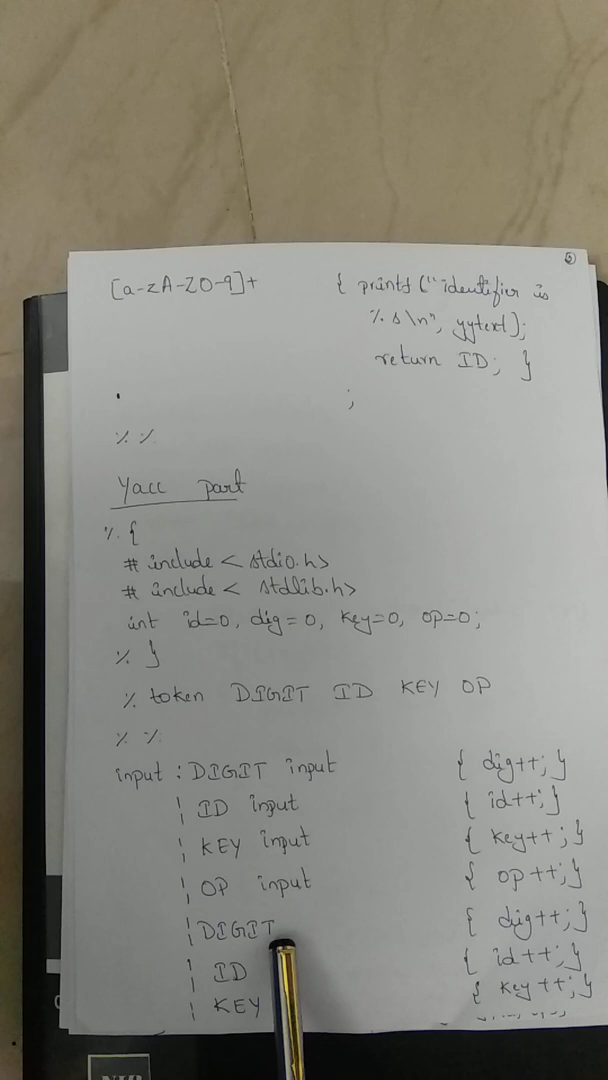 6
[a-zA-Z0-9]+ { printf ("identifier is
%s\n", yytext);
return ID; }
. ;
%%
Yacc part
%{
# include < stdio.h>
# include < stdlib.h>
int id=0, dig=0, key=0, op=0;
%}
% token DIGIT ID KEY OP
%%
input : DIGIT input { dig++; }
| ID input { id++; }
| KEY input { key++; }
| OP input { op++; }
| DIGIT { dig++; }
| ID { id++; }
| KEY { key++; }